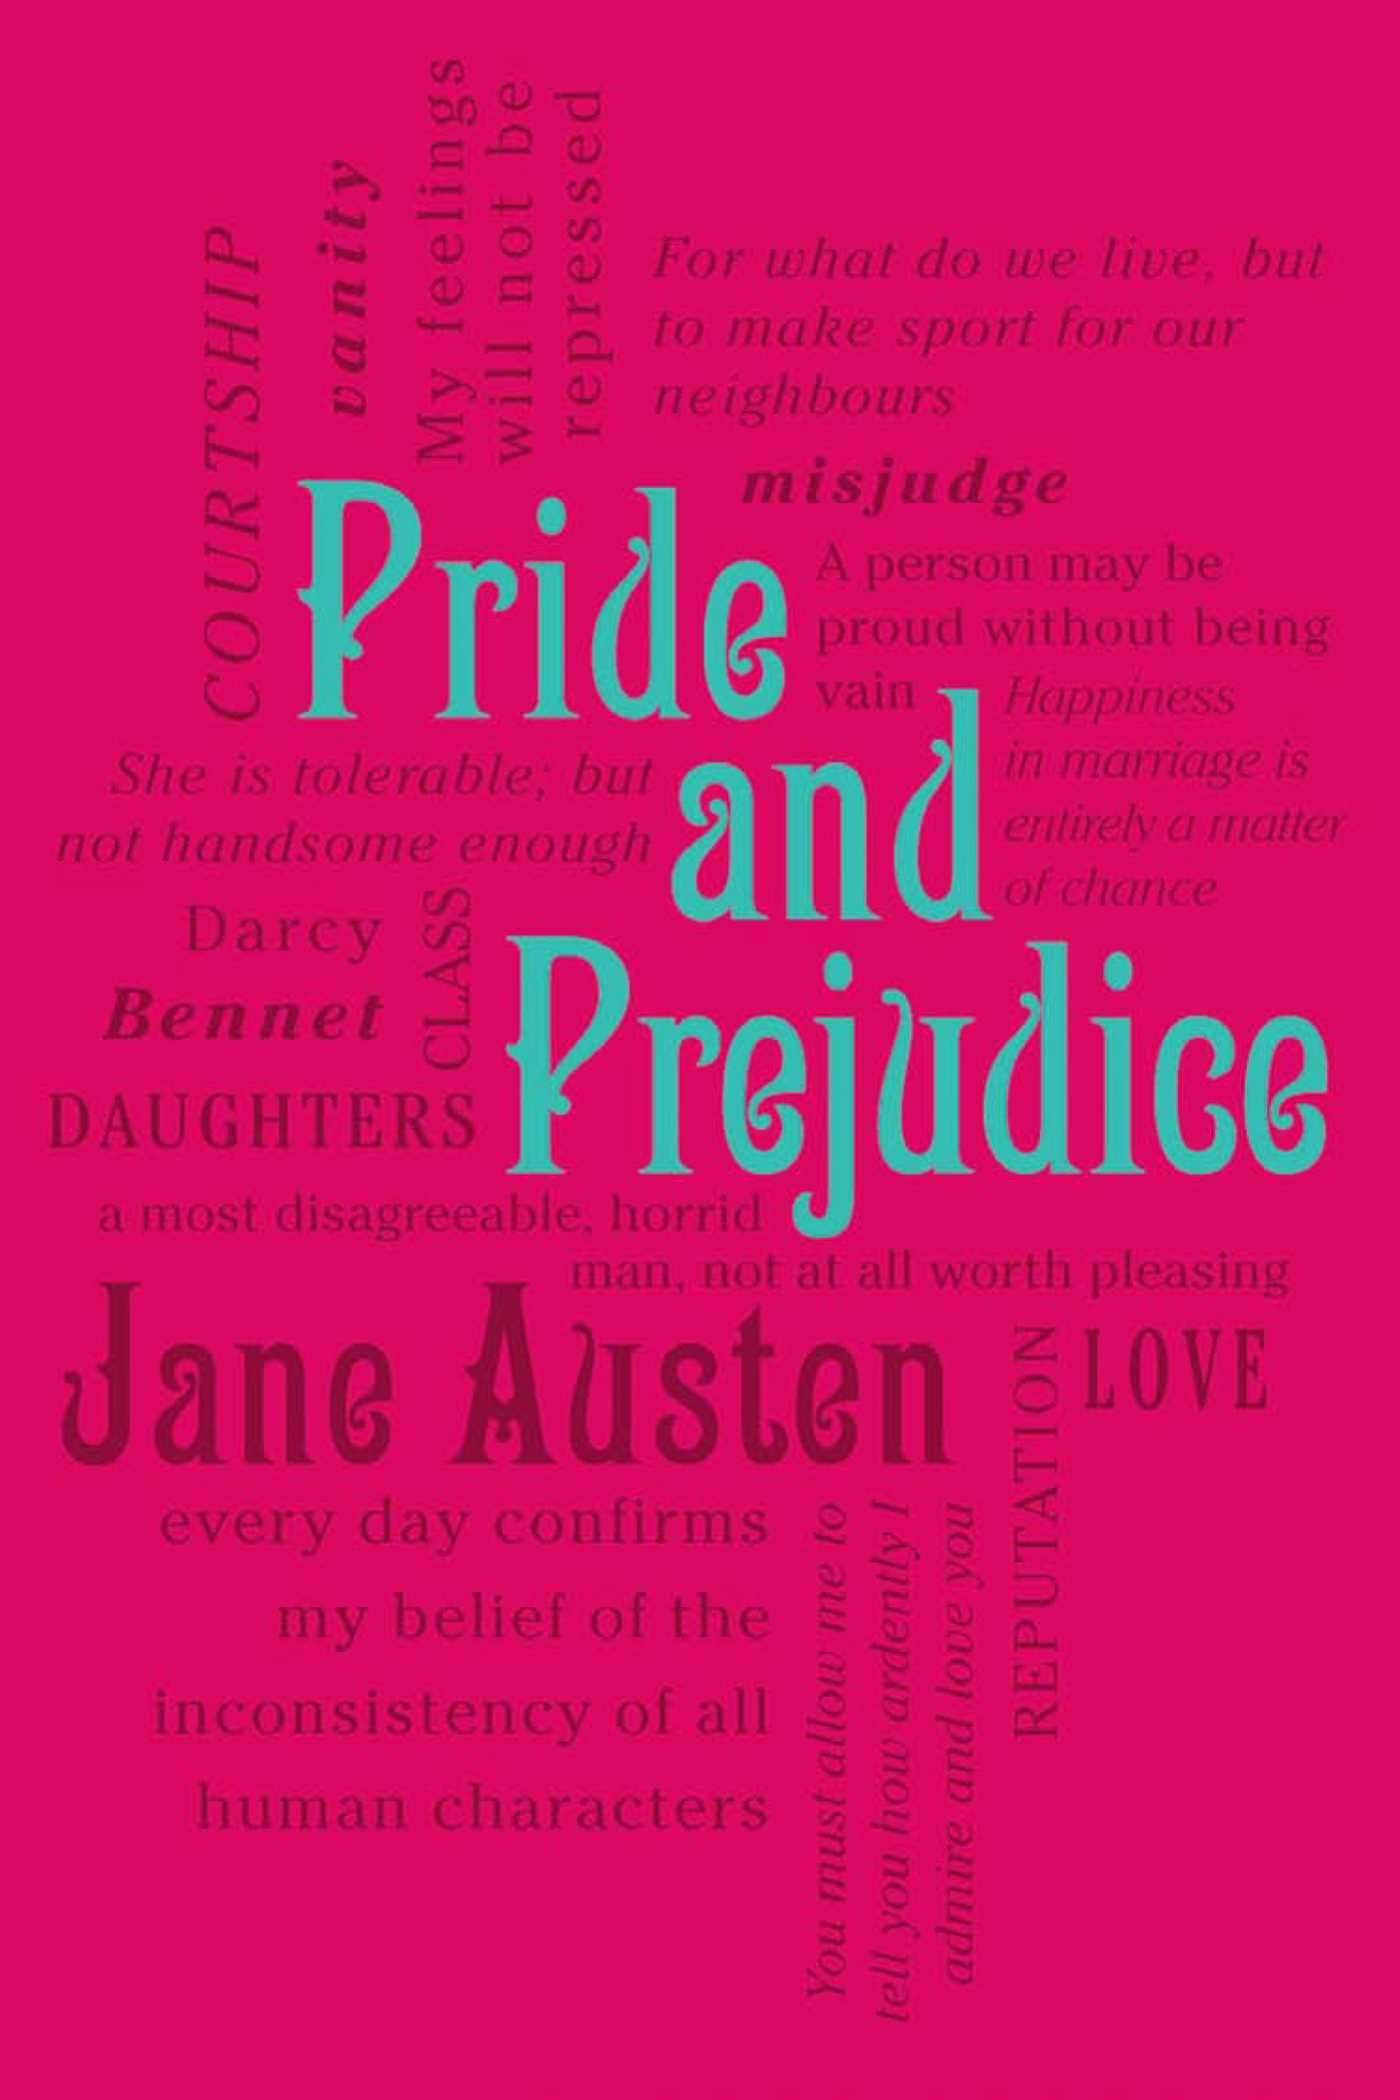 COURTSHIP
vanity
My feelings
will not be
repressed
For what do we live, but
to make sport for our
neighbours
misjudge
Pride
A person may be
proud without being
vain
and
Happiness
in marriage is
entirely a matter
of chance
She is tolerable; but
not handsome enough
Darcy
Bennet
CLASS
DAUGHTERS
Prejudice
a most disagreeable, horrid
man, not at all worth pleasing
Jane Austen
LOVE
REPUTATION
every day confirms
my belief of the
inconsistency of all
human characters
You must allow me to
tell you how ardently I
admire and love you